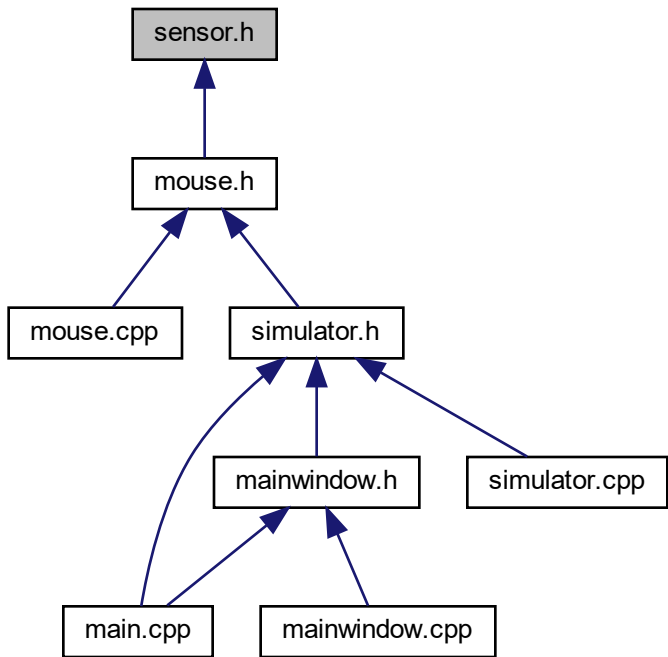 sensor.h
mouse.h
mouse.cpp
simulator.h
mainwindow.h
simulator.cpp
main.cpp
mainwindow.cpp